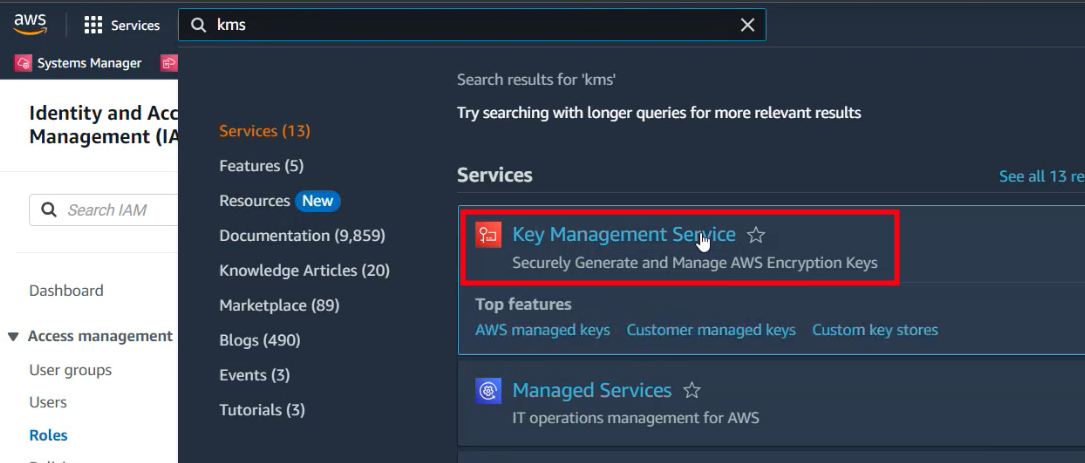 aws
Services
kms
Systems Manager
Identity and Acc
Management (IA
Search IAM
Dashboard
Access management
User groups
Users
Roles
Services (13)
Features (5)
Resources New
Documentation (9,859)
Knowledge Articles (20)
Marketplace (89)
Blogs (490)
Events (3)
Tutorials (3)
Search results for 'kms'
Try searching with longer queries for more relevant results
Services
See all 13 re
Key Management Service
Securely Generate and Manage AWS Encryption Keys
Top features
AWS managed keys Customer managed keys Custom key stores
Managed Services
IT operations management for AWS